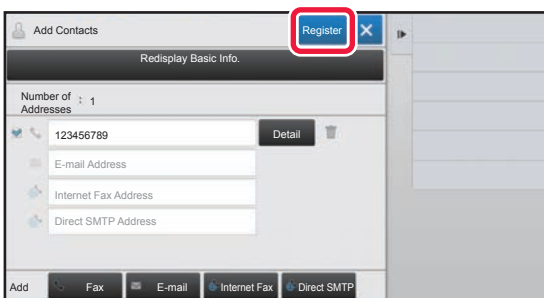 Add Contacts Register
Redisplay Basic Info.
Number of
Addresses : 1
123456789 Detail
E-mail Address
Internet Fax Address
Direct SMTP Address
Add Fax E-mail Internet Fax Direct SMTP